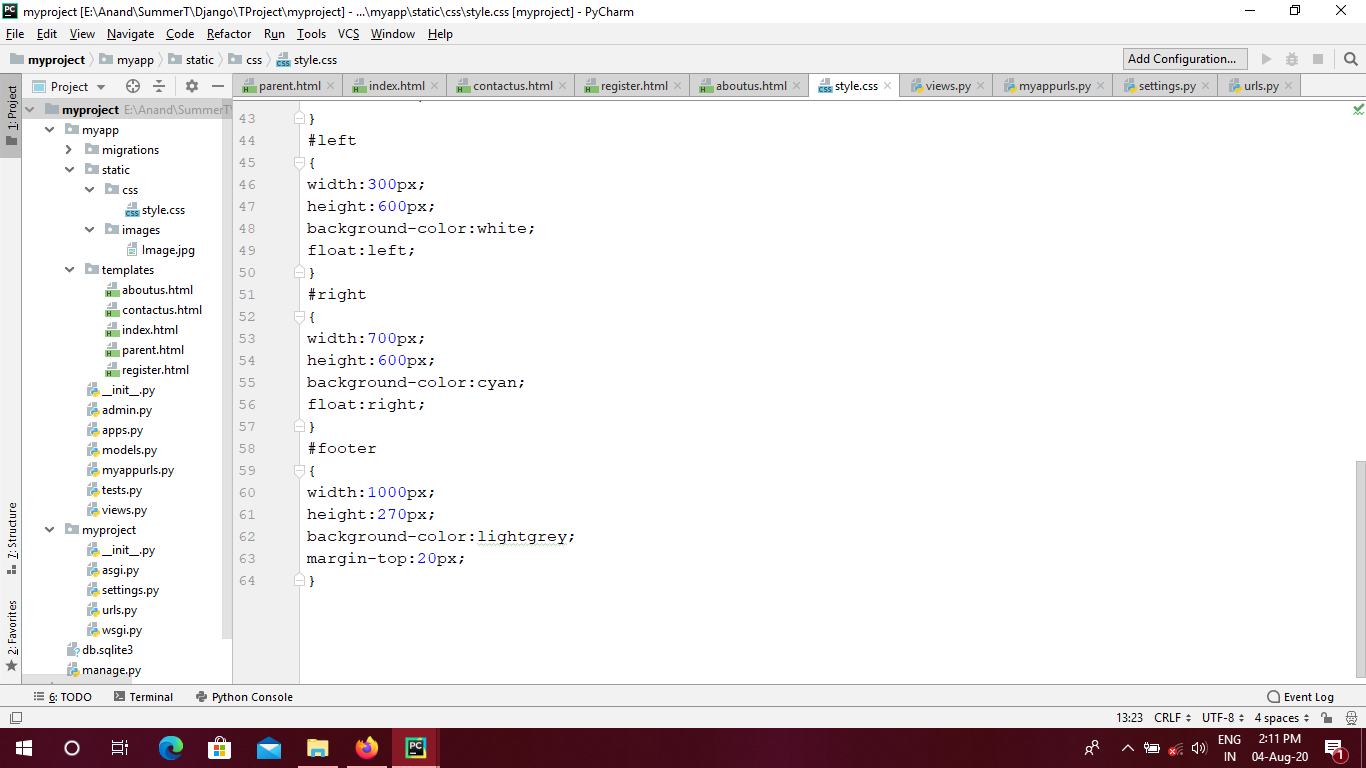 myproject [E:\Anand\SummerT\Django\TProject\myproject] - ...\myapp\static\css\style.css [myproject] - PyCharm
File Edit View Navigate Code Refactor Run Tools VCS Window Help
myproject myapp static css style.css Add Configuration...
Project parent.html index.html contactus.html register.html aboutus.html style.css views.py myappurls.py settings.py urls.py
1: Project
7: Structure
2: Favorites
myproject E:\Anand\SummerT\
myapp
migrations
static
css
style.css
images
Image.jpg
templates
aboutus.html
contactus.html
index.html
parent.html
register.html
__init__.py
admin.py
apps.py
models.py
myappurls.py
tests.py
views.py
myproject
__init__.py
asgi.py
settings.py
urls.py
wsgi.py
db.sqlite3
manage.py
43 }
44 #left
45 {
46 width:300px;
47 height:600px;
48 background-color:white;
49 float:left;
50 }
51 #right
52 {
53 width:700px;
54 height:600px;
55 background-color:cyan;
56 float:right;
57 }
58 #footer
59 {
60 width:1000px;
61 height:270px;
62 background-color:lightgrey;
63 margin-top:20px;
64 }
6: TODO Terminal Python Console Event Log
13:23 CRLF UTF-8 4 spaces
ENG 2:11 PM
IN 04-Aug-20 1